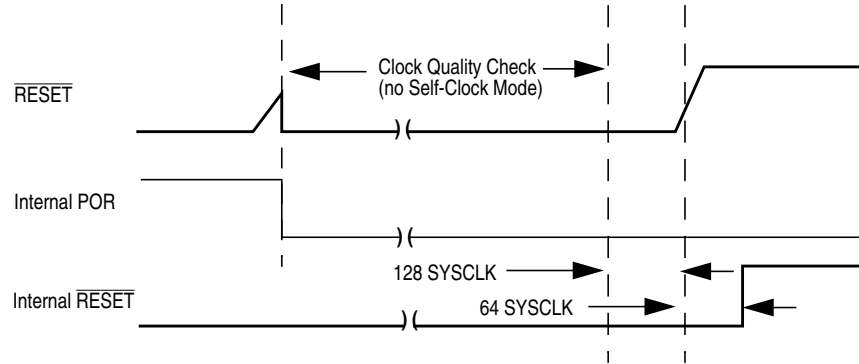 Clock Quality Check
(no Self-Clock Mode)
RESET
Internal POR
128 SYSCLK
Internal RESET
64 SYSCLK